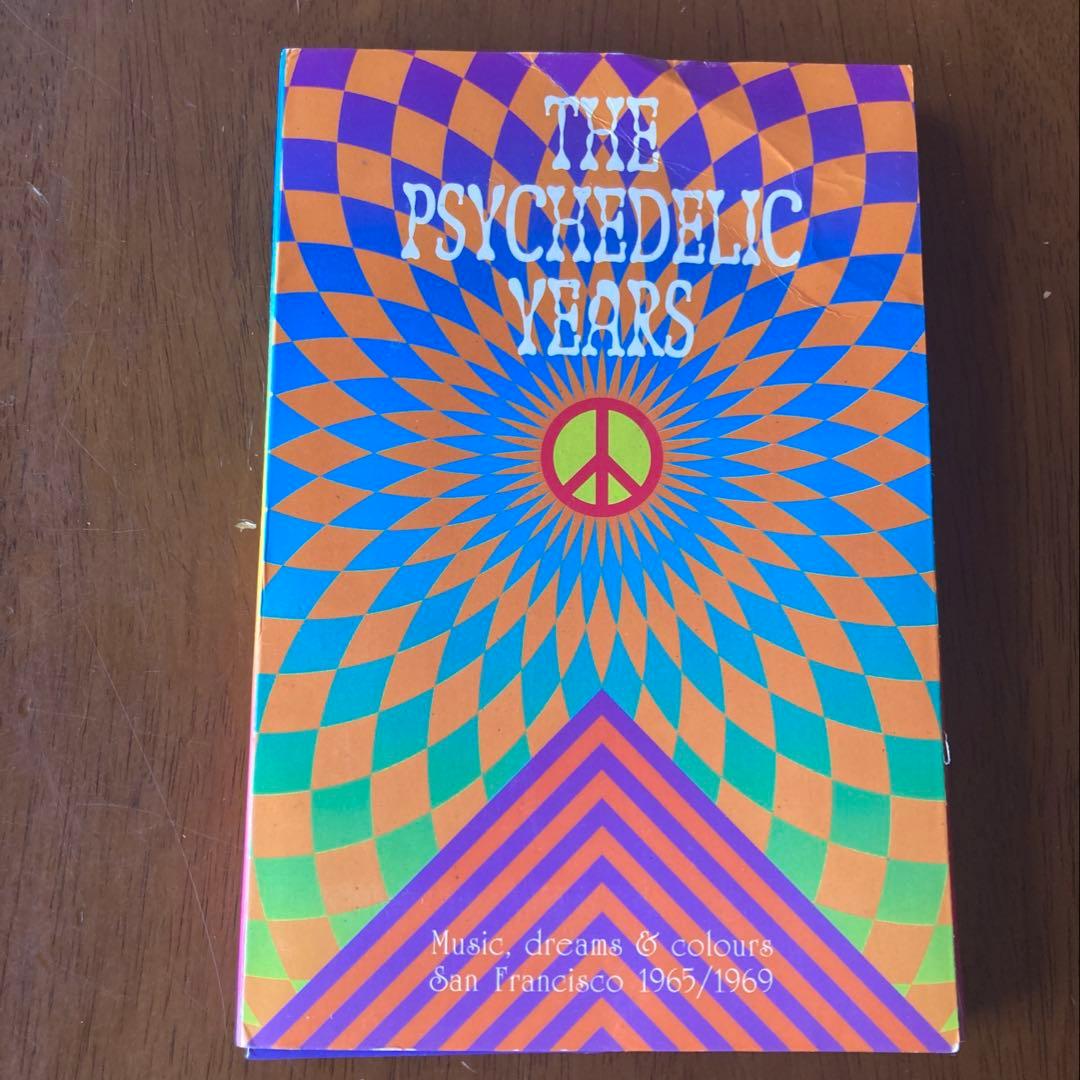 THE
PSYCHEDELIC
YEARS
Music, dreams & colours
San Francisco 1965/1969